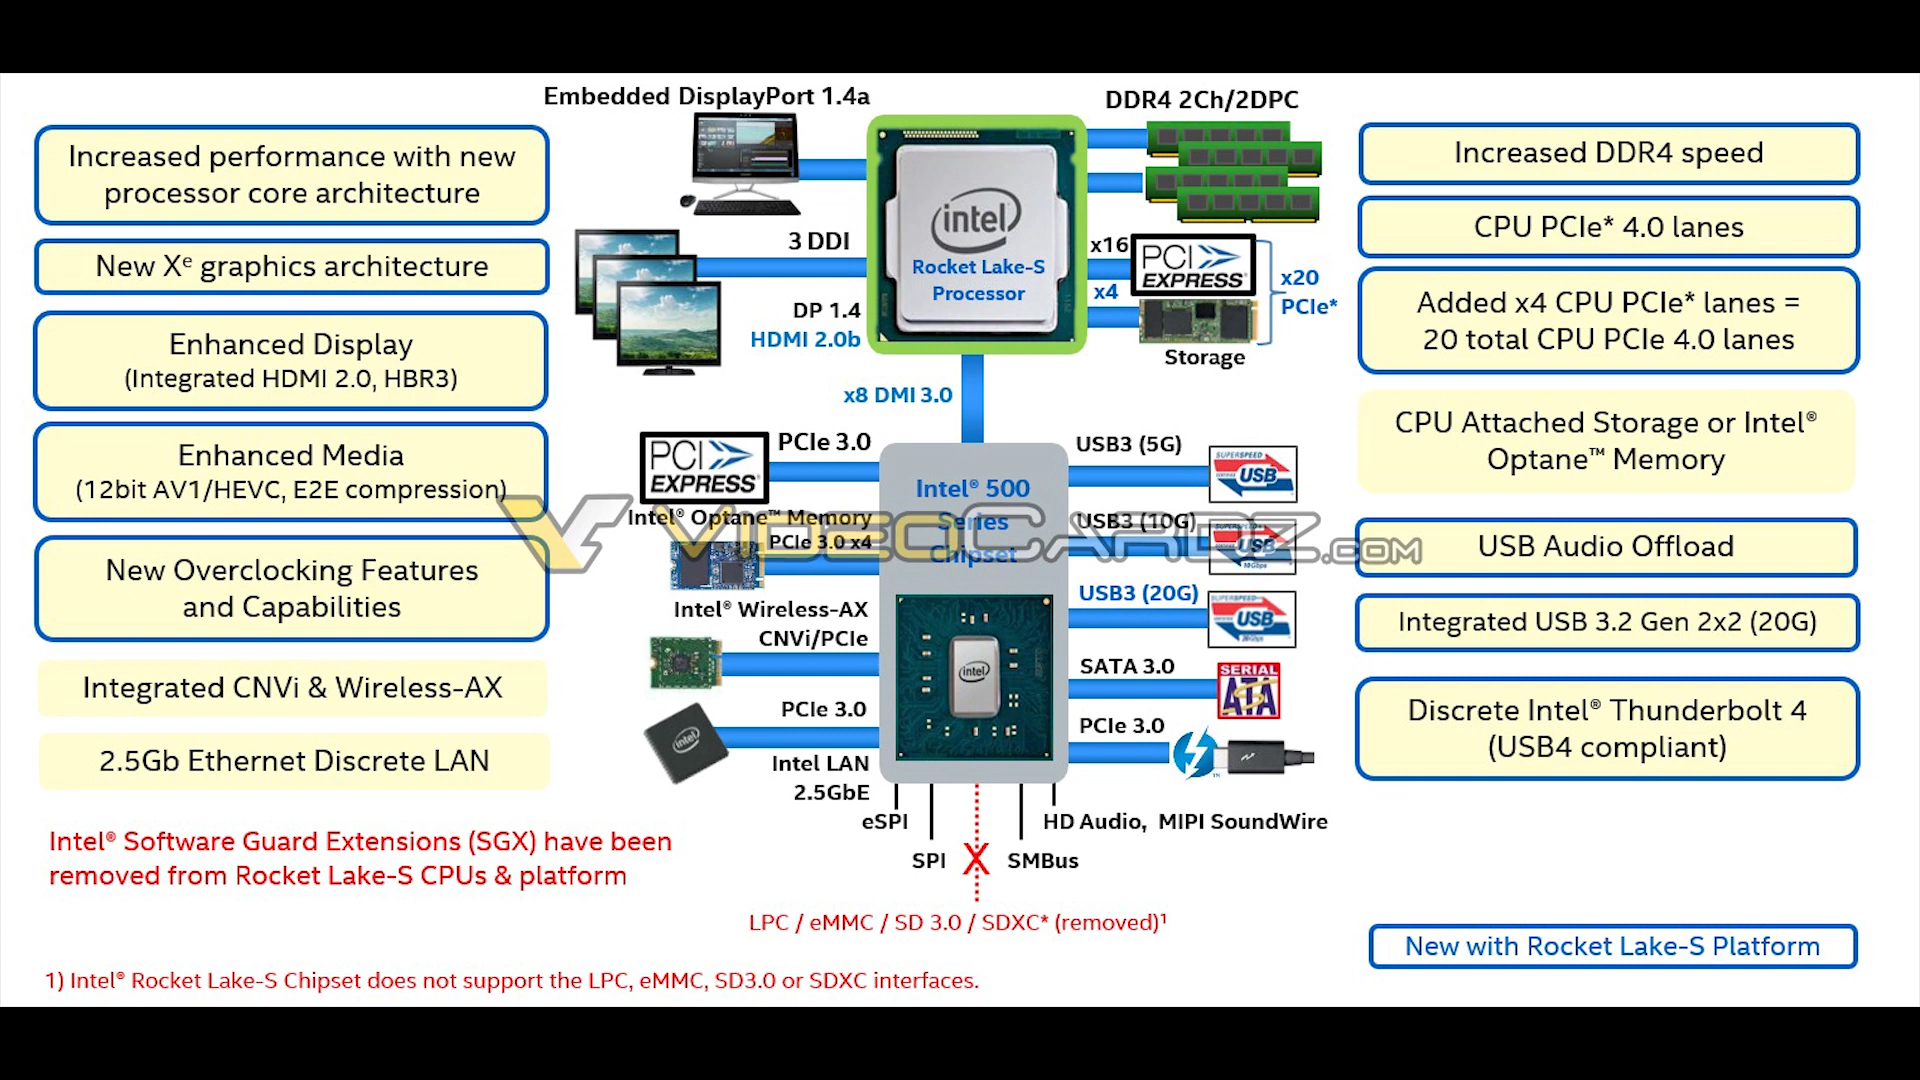 Embedded DisplayPort 1.4a
DDR4 2Ch/2DPC
Increased performance with new
processor core architecture
New Xᵉ graphics architecture
Enhanced Display
(Integrated HDMI 2.0, HBR3)
Enhanced Media
(12bit AV1/HEVC, E2E compression)
New Overclocking Features
and Capabilities
Integrated CNVi & Wireless-AX
2.5Gb Ethernet Discrete LAN
Intel® Software Guard Extensions (SGX) have been
removed from Rocket Lake-S CPUs & platform
3 DDI
DP 1.4
HDMI 2.0b
intel
Rocket Lake-S
Processor
x16
PCI
EXPRESS
x4
x20
PCIe*
Storage
x8 DMI 3.0
PCI
EXPRESS
PCIe 3.0
Intel® Optane™ Memory
PCIe 3.0 x4
Intel® Wireless-AX
CNVi/PCIe
PCIe 3.0
intel
Intel LAN
2.5GbE
Intel® 500
Series
Chipset
intel
USB3 (5G)
SUPERSPEED
USB
USB3 (10G)
SUPERSPEED
USB
10Gbps
USB3 (20G)
SUPERSPEED
USB
20Gbps
SATA 3.0
SERIAL
ATA
PCIe 3.0
VIDEOCARDZ.COM
eSPI
SPI
X
SMBus
HD Audio, MIPI SoundWire
LPC / eMMC / SD 3.0 / SDXC* (removed)¹
Increased DDR4 speed
CPU PCIe* 4.0 lanes
Added x4 CPU PCIe* lanes =
20 total CPU PCIe 4.0 lanes
CPU Attached Storage or Intel®
Optane™ Memory
USB Audio Offload
Integrated USB 3.2 Gen 2x2 (20G)
Discrete Intel® Thunderbolt 4
(USB4 compliant)
New with Rocket Lake-S Platform
1) Intel® Rocket Lake-S Chipset does not support the LPC, eMMC, SD3.0 or SDXC interfaces.